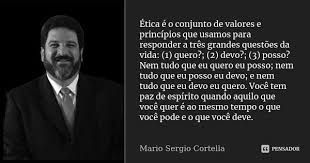 Ética é o conjunto de valores e
princípios que usamos para
responder a três grandes questões da
vida: (1) quero?; (2) devo?; (3) posso?
Nem tudo que eu quero eu posso; nem
tudo que eu posso eu devo; e nem
tudo que eu devo eu quero. Você tem
paz de espírito quando aquilo que
você quer é ao mesmo tempo o que
você pode e o que você deve.
Mario Sergio Cortella
PENSADOR